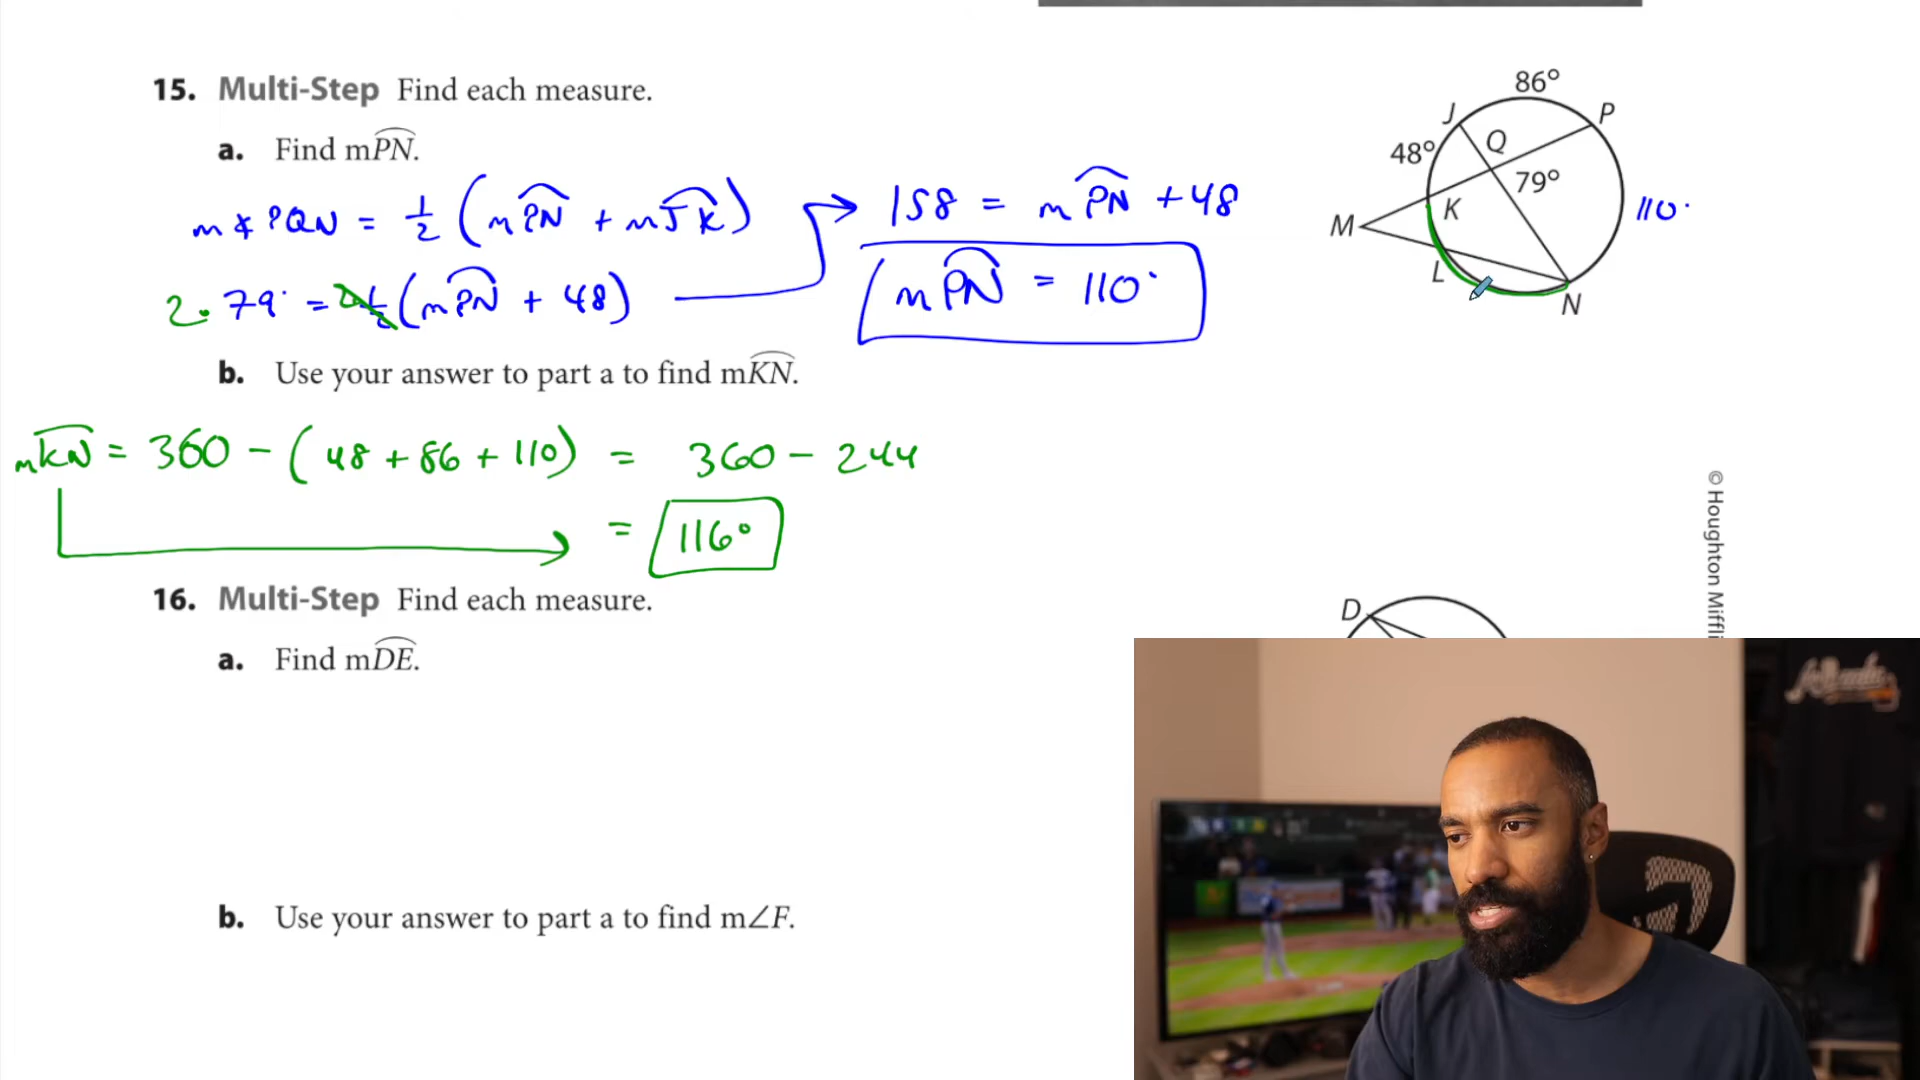 15. Multi-Step Find each measure.
a. Find mPN.
m∡PQN = 1/2 (mPN + mJK)
2· 79° = 2·1/2 (mPN + 48)
158 = mPN + 48
mPN = 110°
86°
J
P
48°
Q
79°
K
M
L
N
110°
b. Use your answer to part a to find mKN.
mKN = 360 - (48 + 86 + 110) = 360 - 244
= 116°
© Houghton Miffli
16. Multi-Step Find each measure.
a. Find mDE.
D
b. Use your answer to part a to find m∠F.